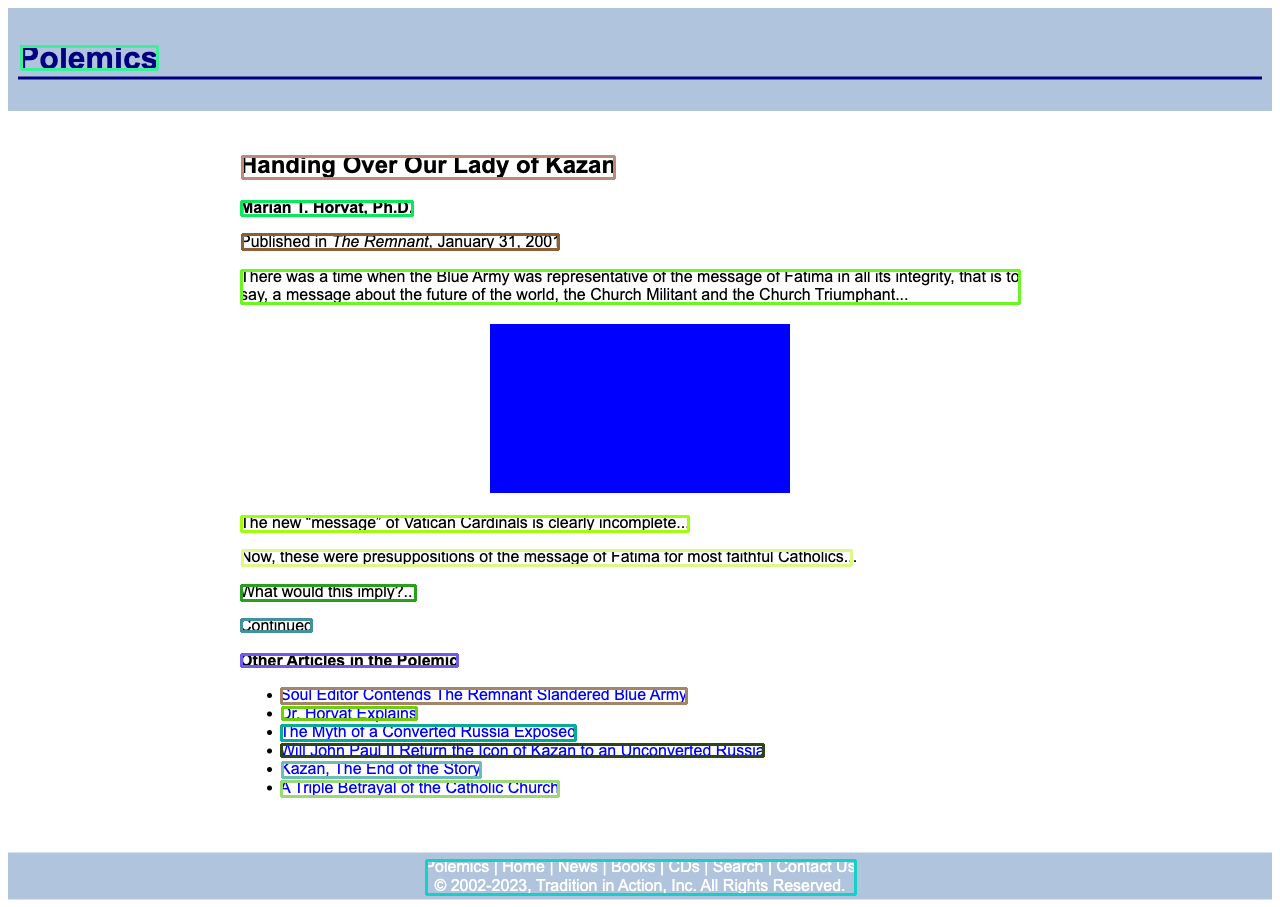 Polemics
Handing Over Our Lady of Kazan
Marian T. Horvat, Ph.D.
Published in The Remnant, January 31, 2001
There was a time when the Blue Army was representative of the message of Fatima in all its integrity, that is to
say, a message about the future of the world, the Church Militant and the Church Triumphant...
The new “message” of Vatican Cardinals is clearly incomplete...
Now, these were presuppositions of the message of Fatima for most faithful Catholics...
What would this imply?...
Continued
Other Articles in the Polemic
Soul Editor Contends The Remnant Slandered Blue Army
Dr. Horvat Explains
The Myth of a Converted Russia Exposed
Will John Paul II Return the Icon of Kazan to an Unconverted Russia
Kazan, The End of the Story
A Triple Betrayal of the Catholic Church
Polemics | Home | News | Books | CDs | Search | Contact Us
© 2002-2023, Tradition in Action, Inc. All Rights Reserved.